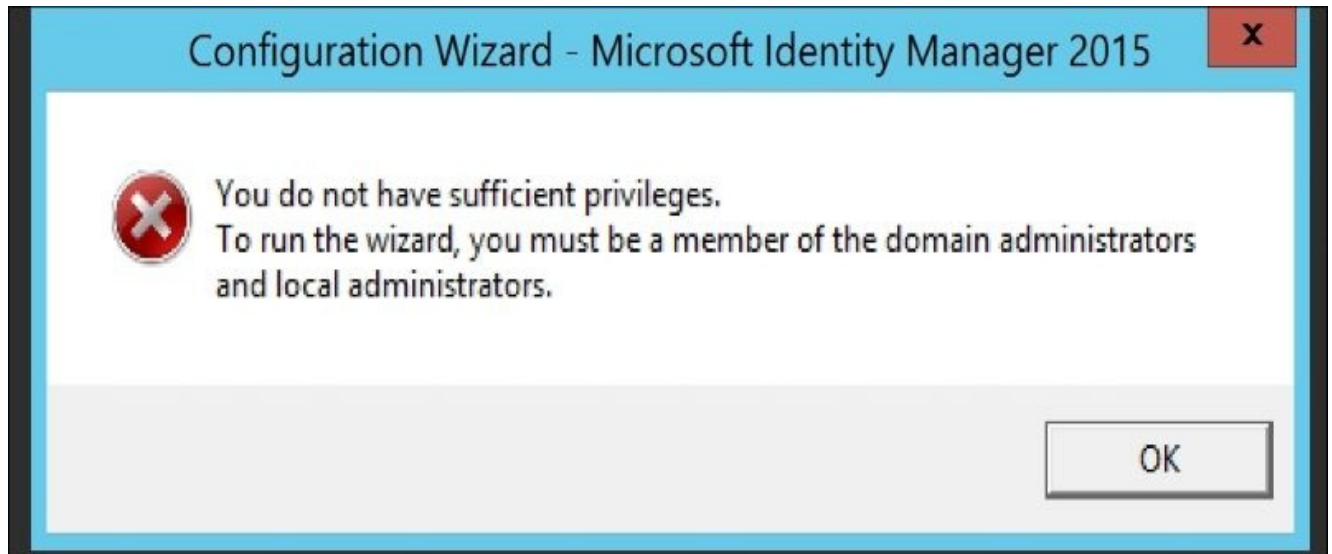 Configuration Wizard - Microsoft Identity Manager 2015
x
You do not have sufficient privileges.
To run the wizard, you must be a member of the domain administrators
and local administrators.
OK